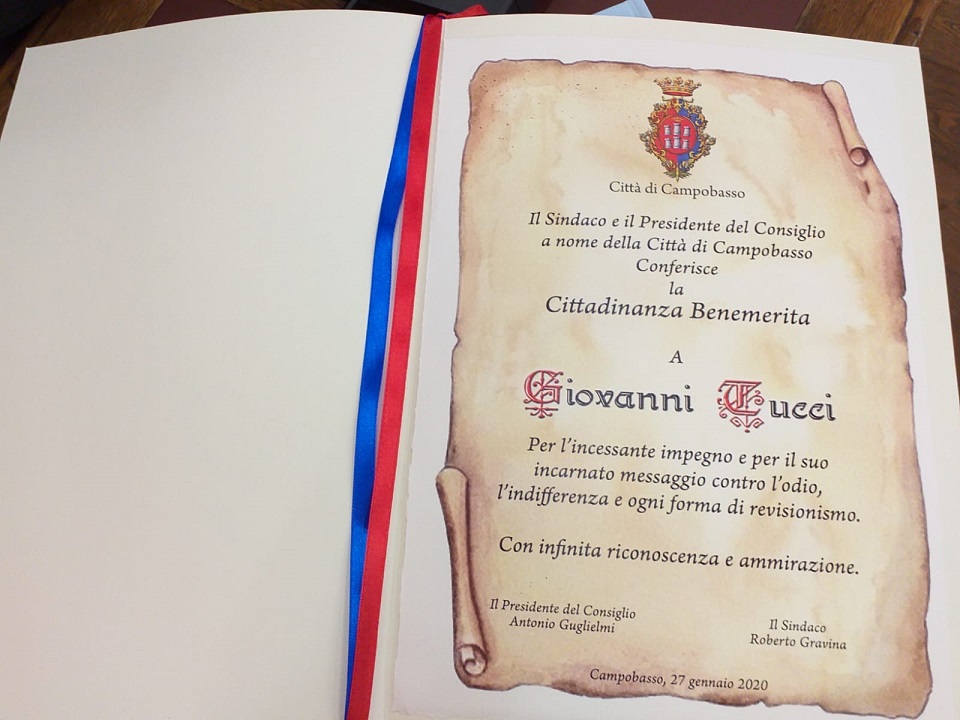 Città di Campobasso
Il Sindaco e il Presidente del Consiglio
a nome della Città di Campobasso
Conferisce
la
Cittadinanza Benemerita
A
Giovanni Tucci
Per l'incessante impegno e per il suo
incarnato messaggio contro l'odio,
l'indifferenza e ogni forma di revisionismo.
Con infinita riconoscenza e ammirazione.
Il Presidente del Consiglio
Antonio Guglielmi
Il Sindaco
Roberto Gravina
Campobasso, 27 gennaio 2020